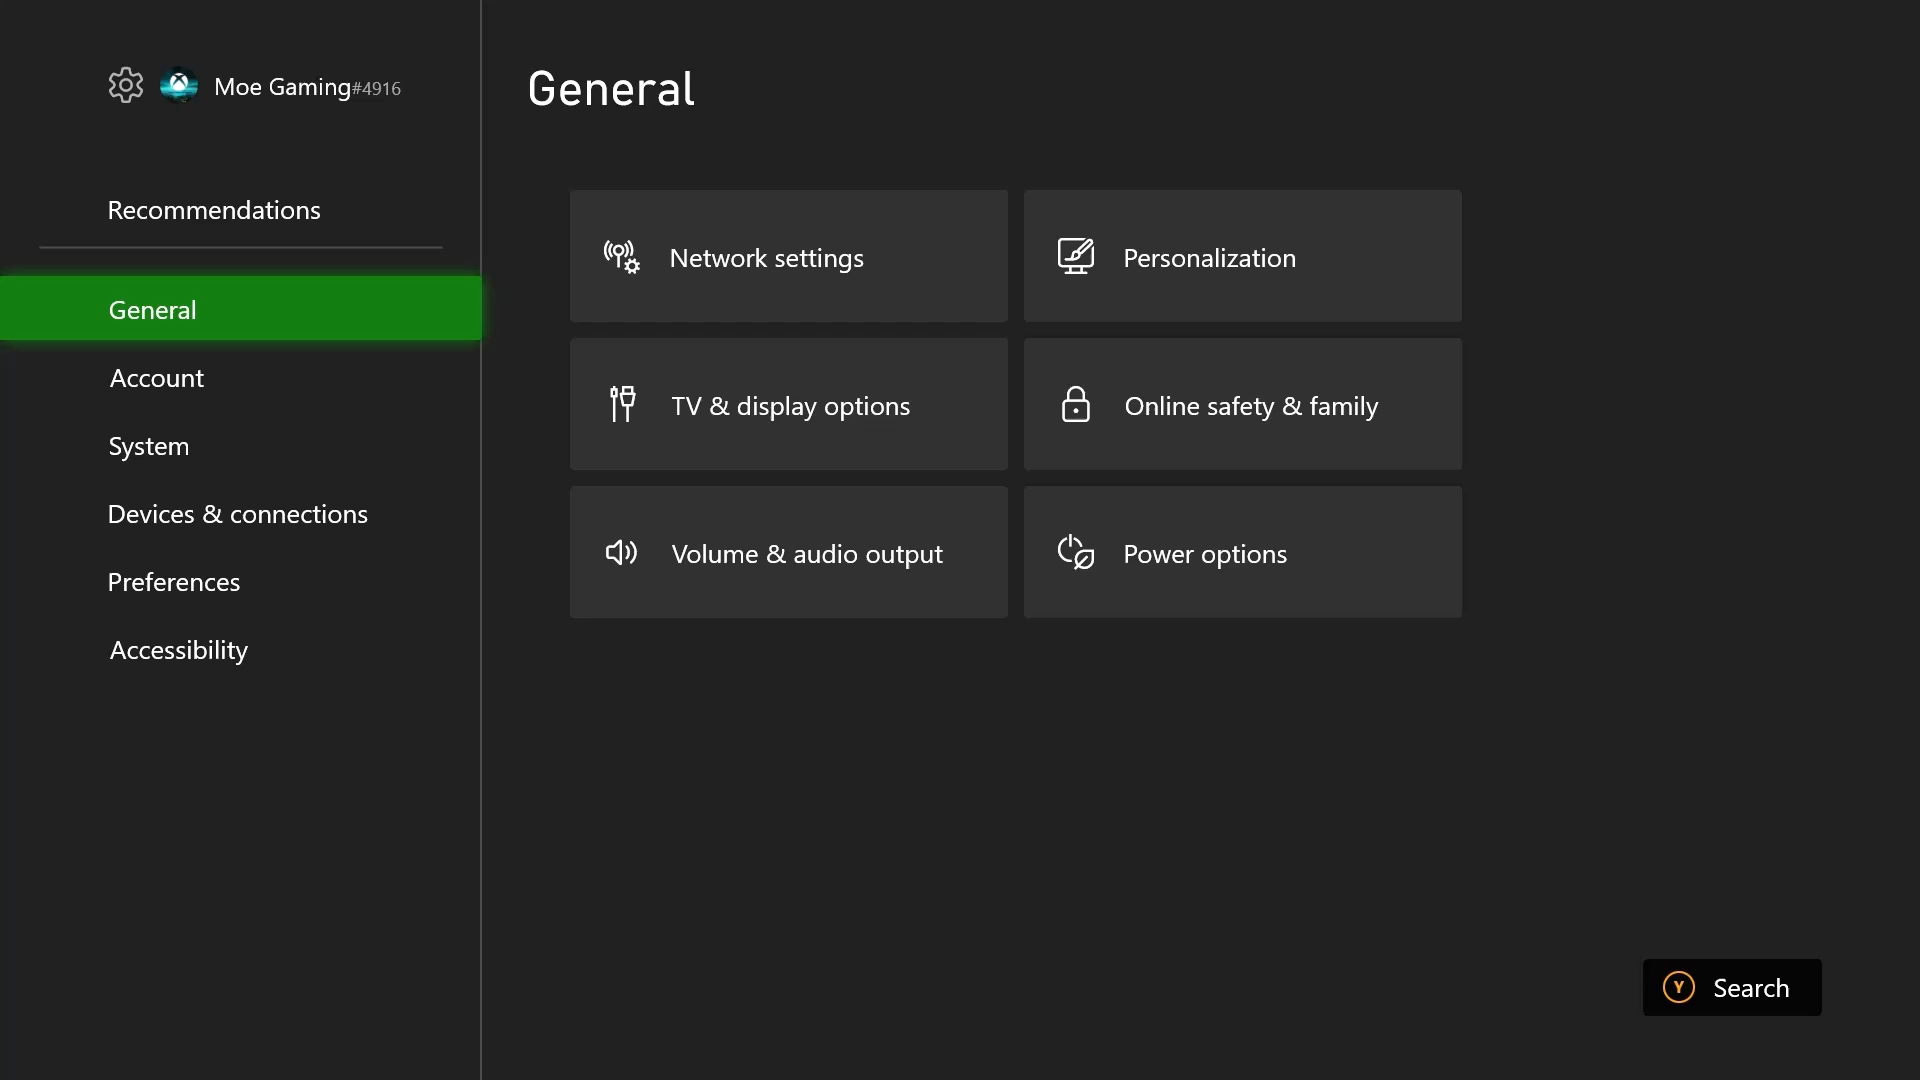 Moe Gaming#4916
Recommendations
General
Account
System
Devices & connections
Preferences
Accessibility
General
Network settings
Personalization
TV & display options
Online safety & family
Volume & audio output
Power options
Y Search